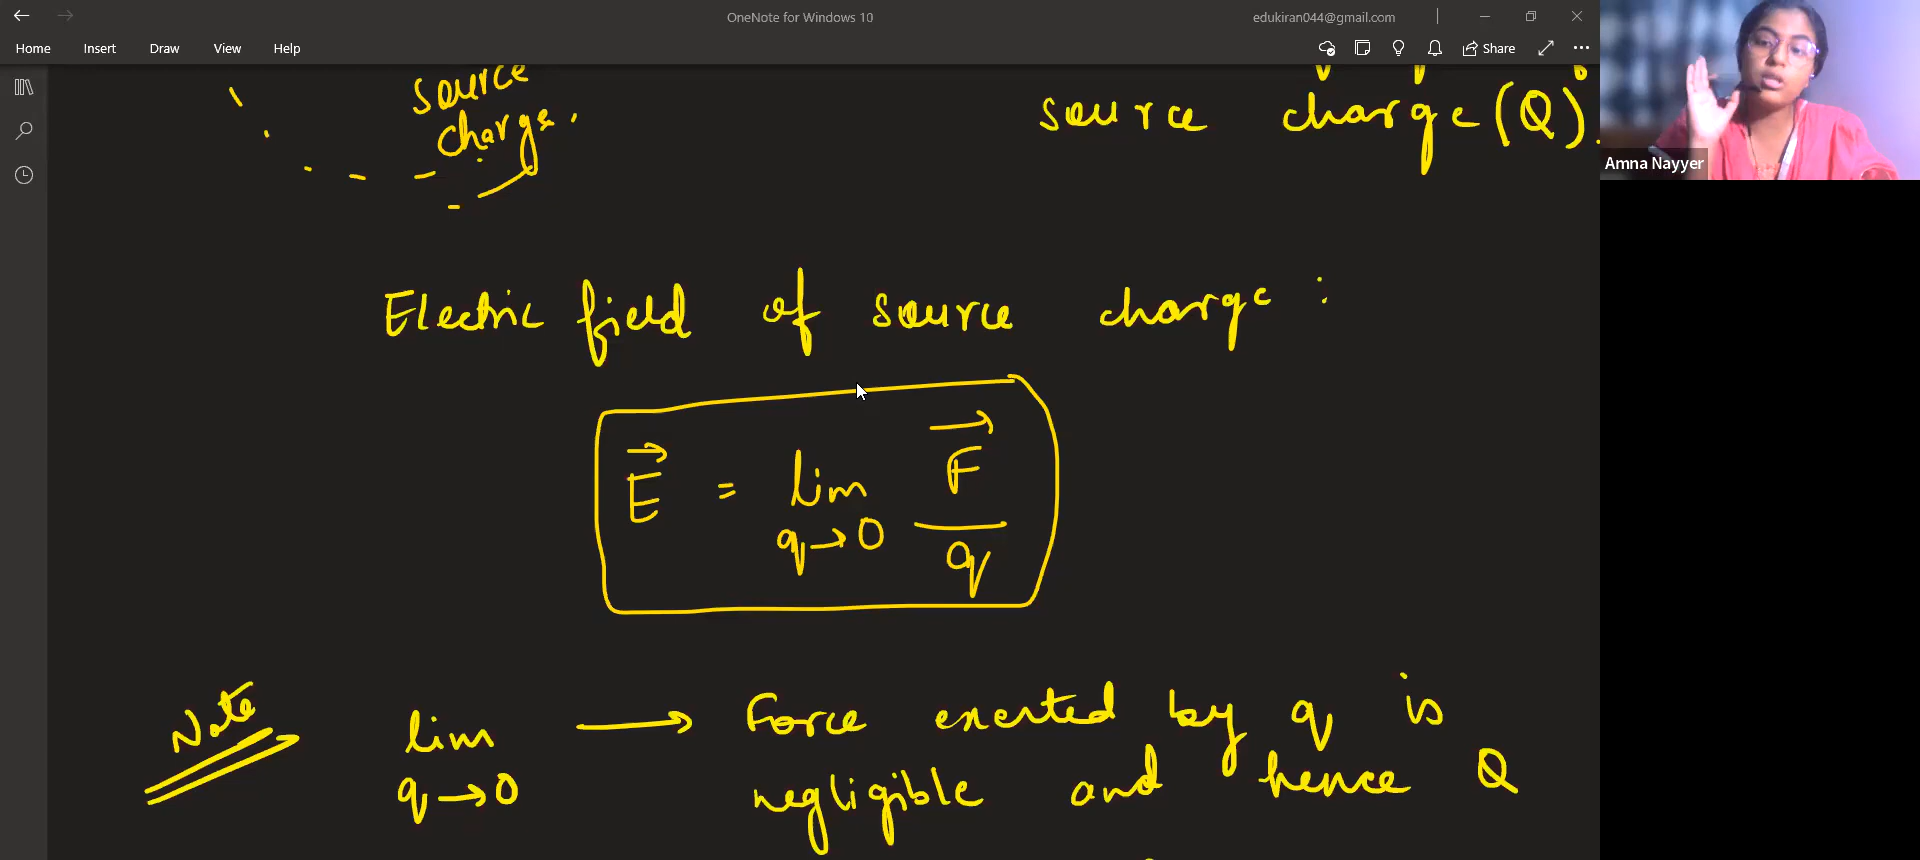 OneNote for Windows 10
edukiran044@gmail.com
Home Insert Draw View Help
Share
source
charge.
source charge (Q).
Amna Nayyer
Electric field of source charge :
E = lim F
q→0 q
Note
lim → Force exerted by q is
q→0 negligible and hence Q